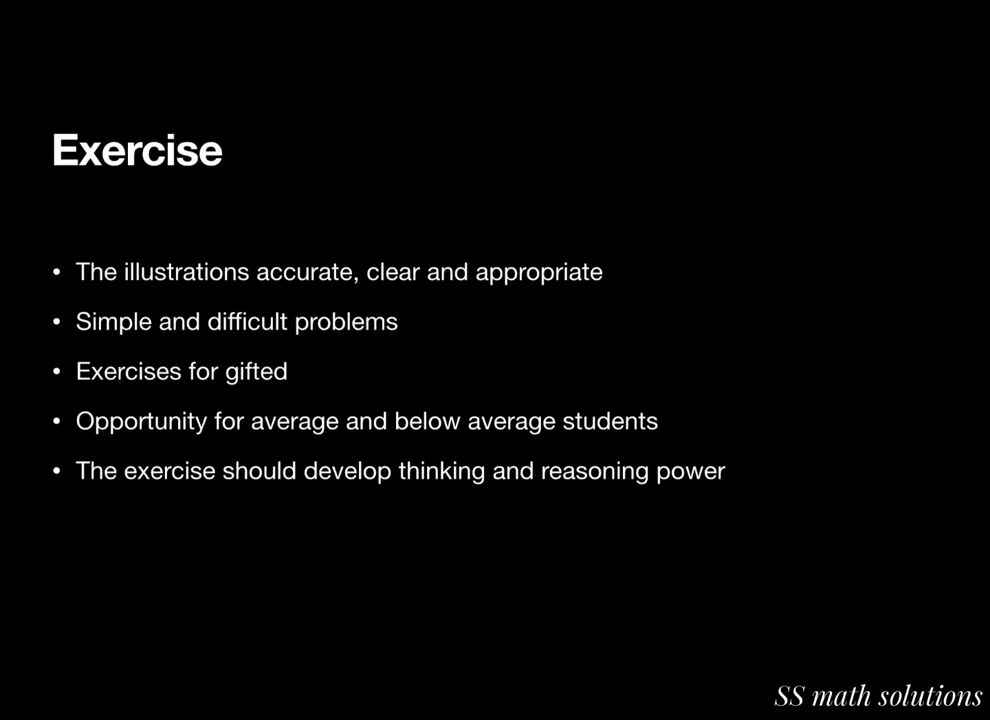 Exercise
• The illustrations accurate, clear and appropriate
• Simple and difficult problems
• Exercises for gifted
• Opportunity for average and below average students
• The exercise should develop thinking and reasoning power
SS math solutions